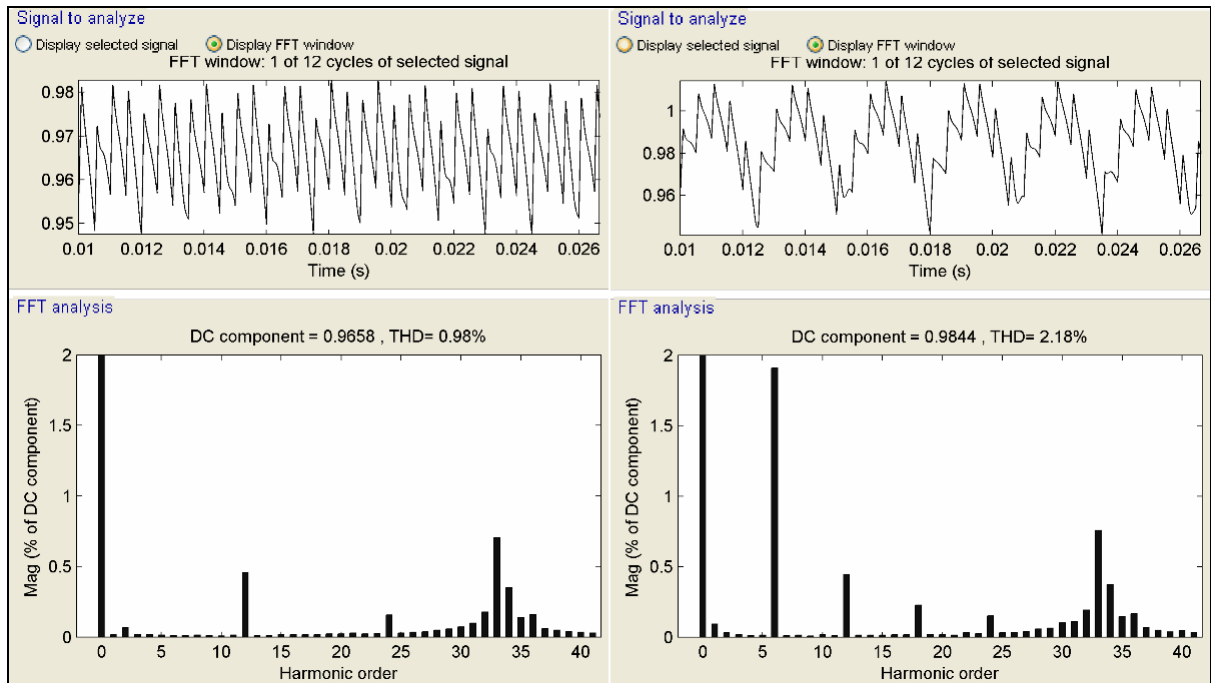 Signal to analyze
Display selected signal Display FFT window
FFT window: 1 of 12 cycles of selected signal
0.98
0.97
0.96
0.95
0.01 0.012 0.014 0.016 0.018 0.02 0.022 0.024 0.026
Time (s)
FFT analysis
DC component = 0.9658 , THD= 0.98%
Mag (% of DC component)
2
1.5
1
0.5
0
0 5 10 15 20 25 30 35 40
Harmonic order
Signal to analyze
Display selected signal Display FFT window
FFT window: 1 of 12 cycles of selected signal
1
0.98
0.96
0.01 0.012 0.014 0.016 0.018 0.02 0.022 0.024 0.026
Time (s)
FFT analysis
DC component = 0.9844 , THD= 2.18%
Mag (% of DC component)
2
1.5
1
0.5
0
0 5 10 15 20 25 30 35 40
Harmonic order